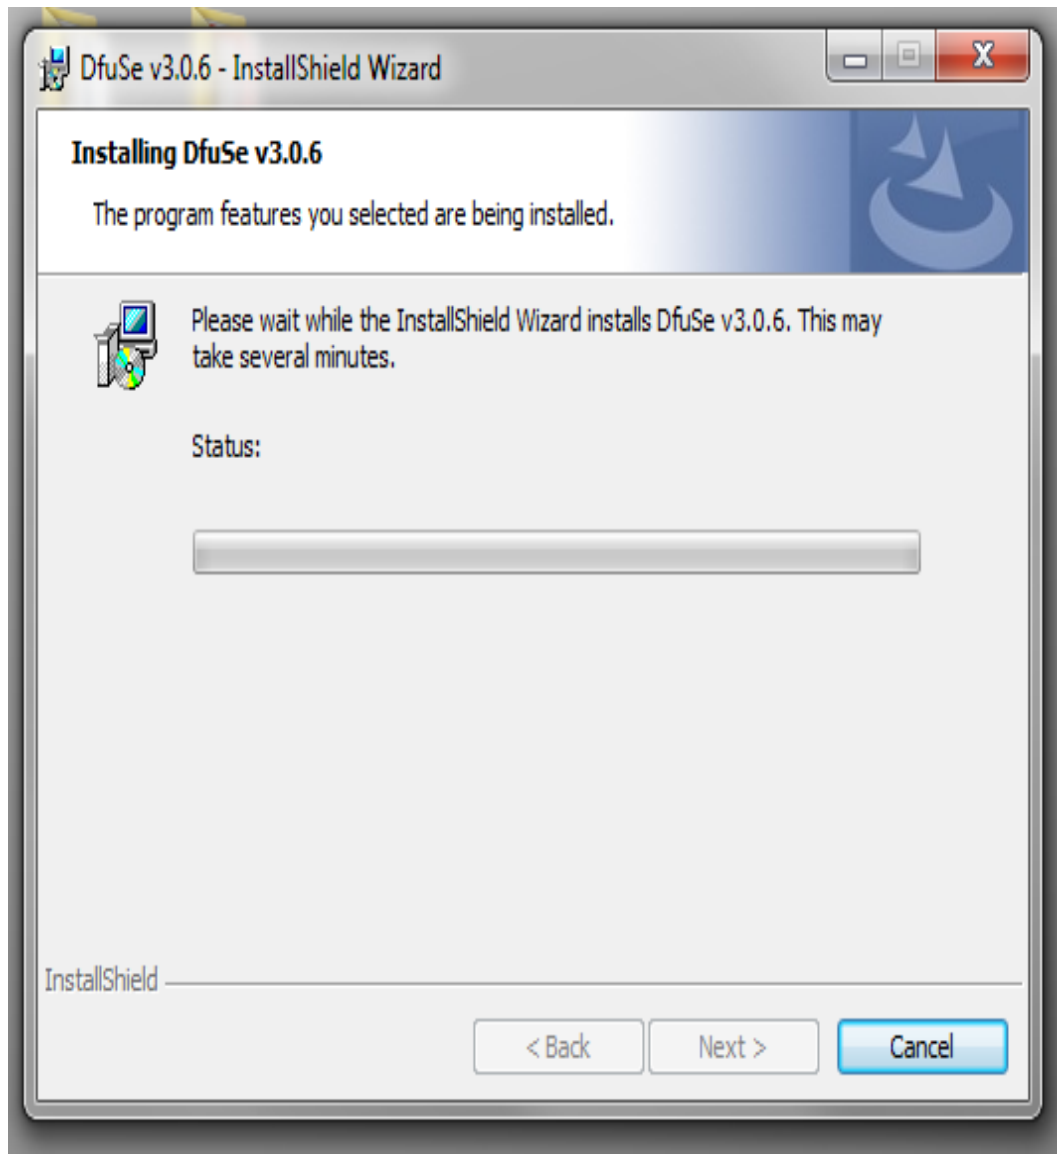 DfuSe v3.0.6 - InstallShield Wizard
Installing DfuSe v3.0.6
The program features you selected are being installed.
Please wait while the InstallShield Wizard installs DfuSe v3.0.6. This may
take several minutes.
Status:
InstallShield
< Back Next > Cancel